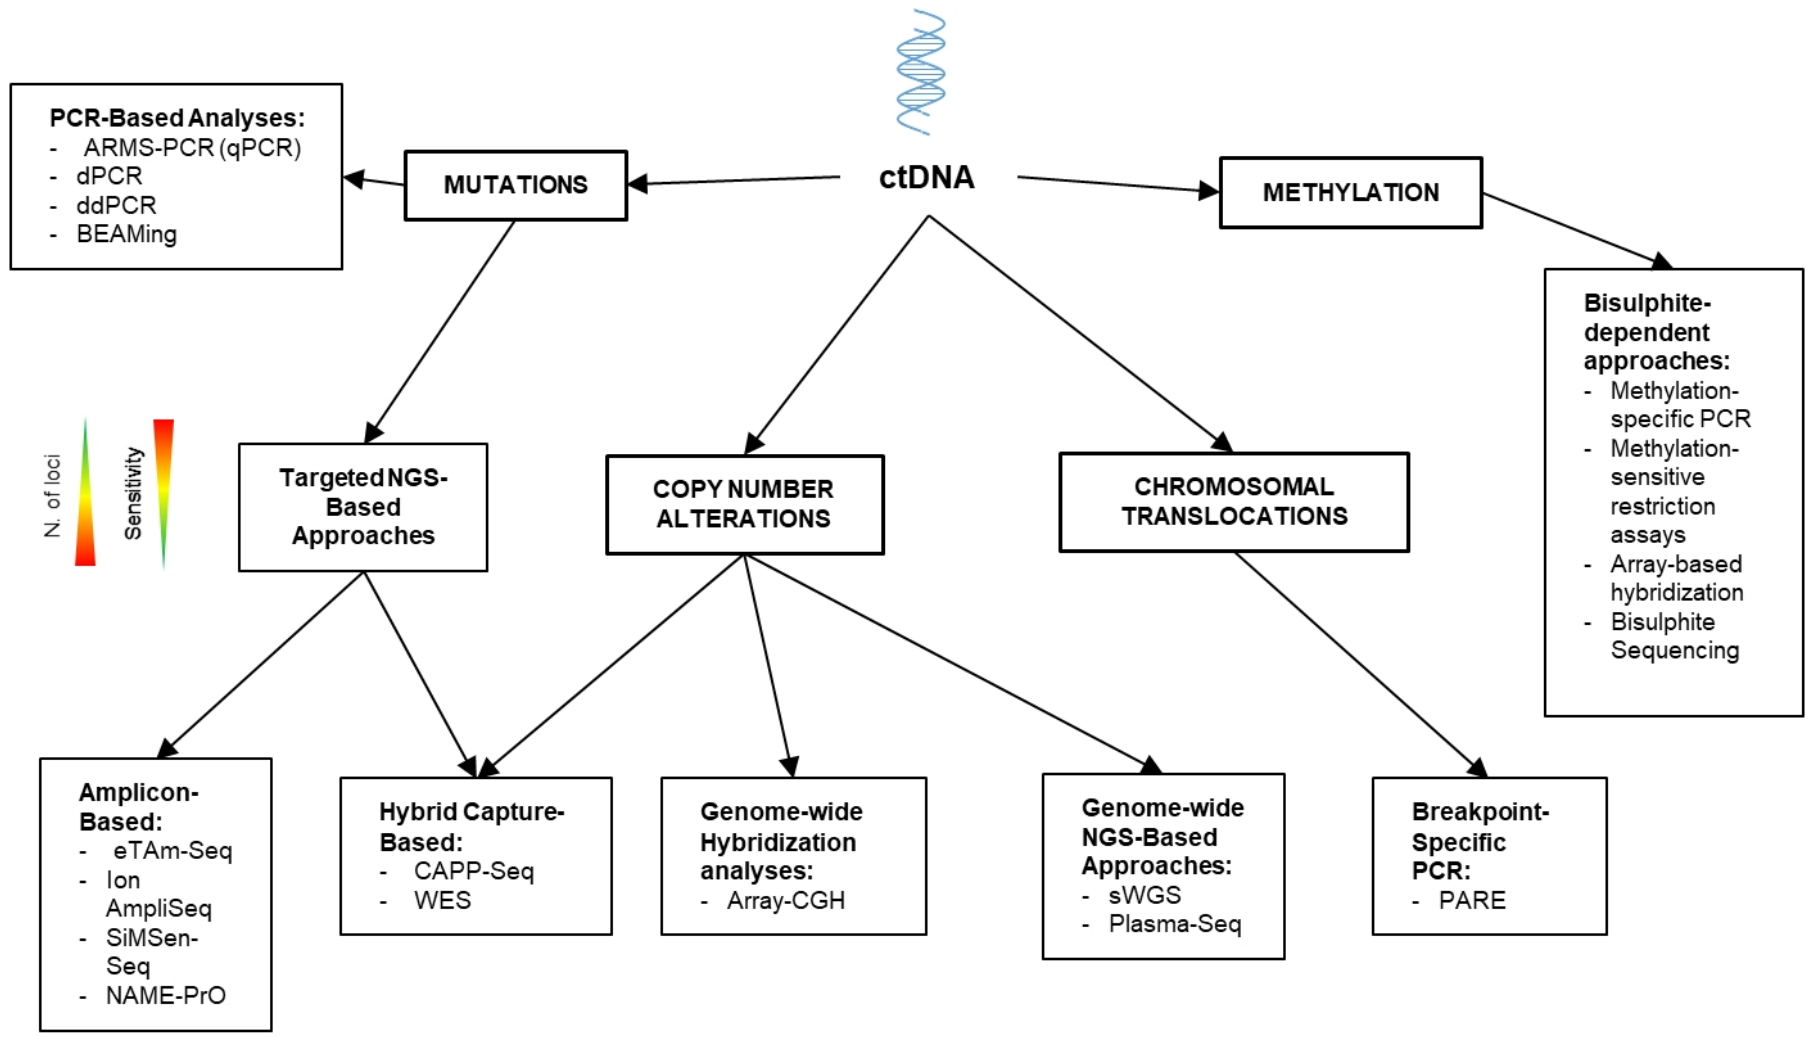 ctDNA
PCR-Based Analyses:
- ARMS-PCR (qPCR)
- dPCR
- ddPCR
- BEAMing
MUTATIONS
METHYLATION
Bisulphite-
dependent
approaches:
- Methylation-
specific PCR
- Methylation-
sensitive
restriction
assays
- Array-based
hybridization
- Bisulphite
Sequencing
N. of loci
Sensitivity
Targeted NGS-
Based
Approaches
COPY NUMBER
ALTERATIONS
CHROMOSOMAL
TRANSLOCATIONS
Amplicon-
Based:
- eTAm-Seq
- Ion
AmpliSeq
- SiMSen-
Seq
- NAME-PrO
Hybrid Capture-
Based:
- CAPP-Seq
- WES
Genome-wide
Hybridization
analyses:
- Array-CGH
Genome-wide
NGS-Based
Approaches:
- sWGS
- Plasma-Seq
Breakpoint-
Specific
PCR:
- PARE